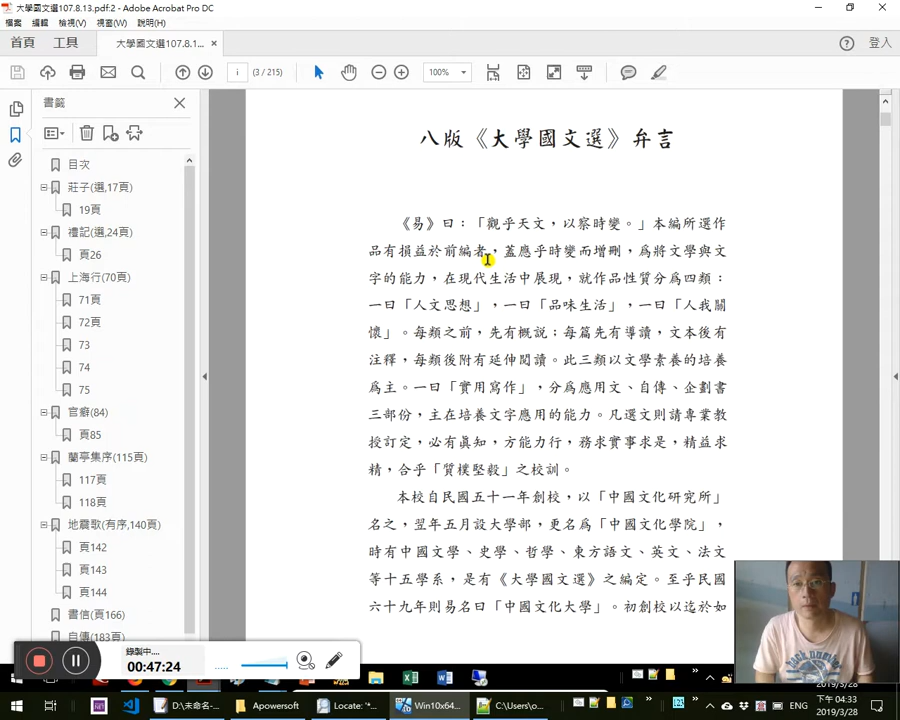 大學國文選107.8.13.pdf:2 - Adobe Acrobat Pro DC
檔案 編輯 檢視(V) 視窗(W) 說明(H)
首頁 工具 大學國文選107.8.1... × 登入
i (3 / 215) 100%
書籤
目次
莊子(選,17頁)
19頁
禮記(選,24頁)
頁26
上海行(70頁)
71頁
72頁
73
74
75
官癖(84)
頁85
蘭亭集序(115頁)
117頁
118頁
地震歌(有序,140頁)
頁142
頁143
頁144
書信(頁166)
自傳(183頁)
八版《大學國文選》弁言
《易》曰：「觀乎天文，以察時變。」本編所選作
品有損益於前編者，蓋應乎時變而增刪，為將文學與文
字的能力，在現代生活中展現，就作品性質分為四類：
一曰「人文思想」，一曰「品味生活」，一曰「人我關
懷」。每類之前，先有概說；每篇先有導讀，文本後有
注釋，每類後附有延伸閱讀。此三類以文學素養的培養
為主。一曰「實用寫作」，分為應用文、自傳、企劃書
三部份，主在培養文字應用的能力。凡選文則請專業教
授訂定，必有真知，方能力行，務求實事求是，精益求
精，合乎「質樸堅毅」之校訓。
本校自民國五十一年創校，以「中國文化研究所」
名之，翌年五月設大學部，更名為「中國文化學院」，
時有中國文學、史學、哲學、東方語文、英文、法文
等十五學系，是有《大學國文選》之編定。至乎民國
六十九年則易名曰「中國文化大學」。初創校以迄於如
錄製中....
00:47:24
2019/3/28
D:\未命名-... Apowersoft Locate: '*... Win10x64... C:\Users\o...
ENG
下午 04:33
2019/3/28